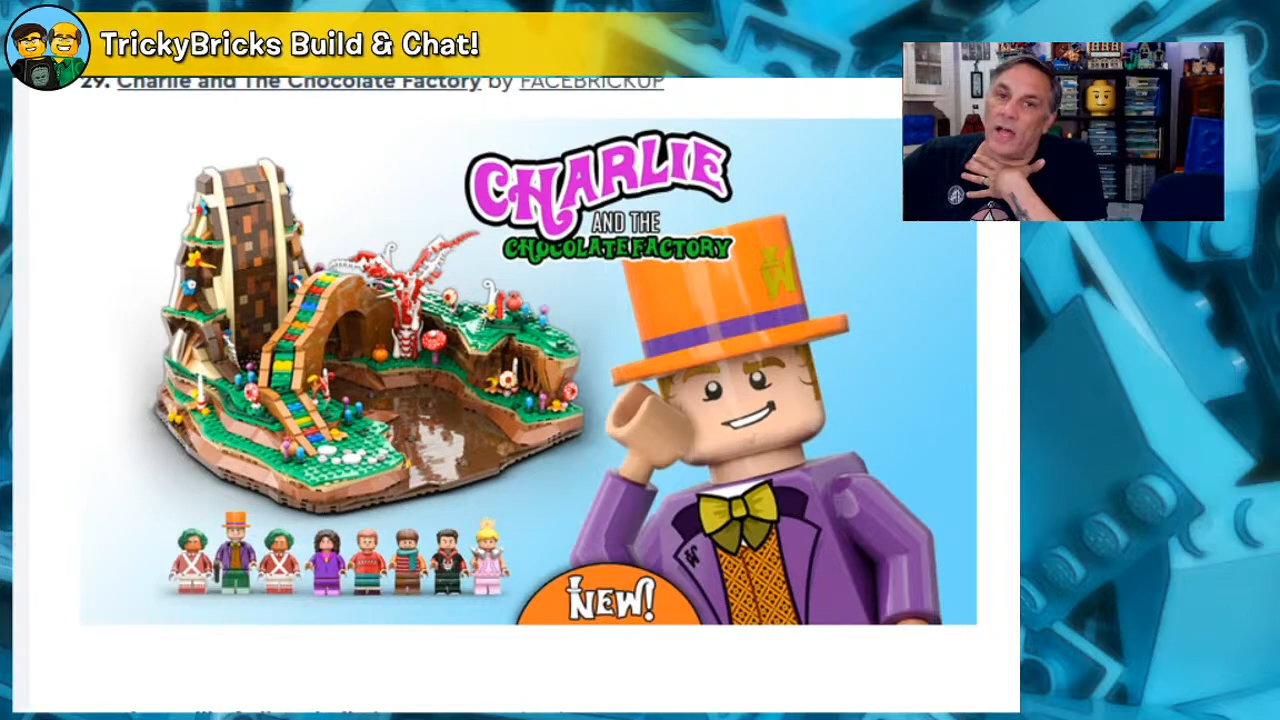 TrickyBricks Build & Chat!
29. Charlie and The Chocolate Factory by FACEBRICKUP
CHARLIE
AND THE
CHOCOLATE FACTORY
W
NEW!